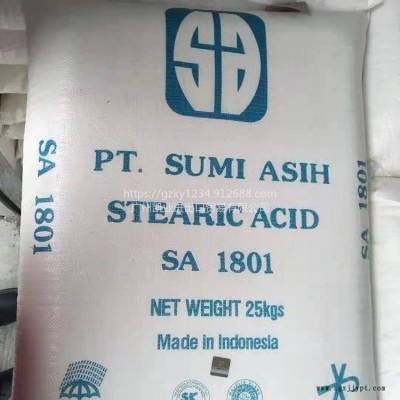 SA
PT. SUMI ASIH
https://gzky1234.912688.com
STEARIC ACID
SA 1801
NET WEIGHT 25kgs
Made in Indonesia
SA 1801
SA 1801